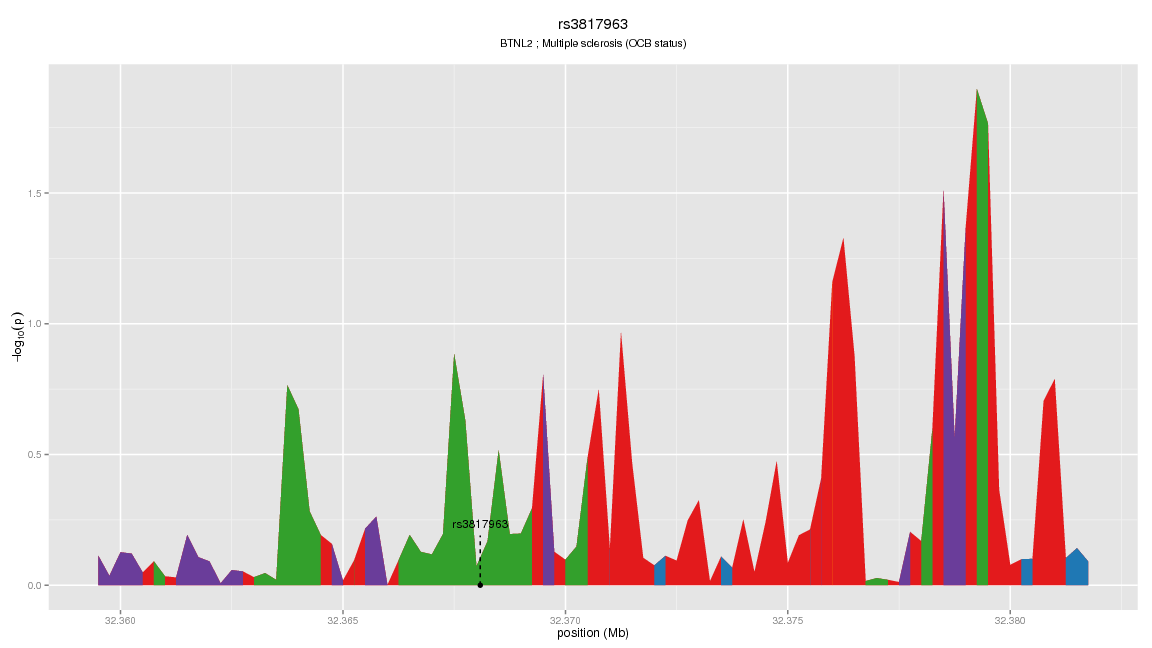 rs3817963
BTNL2 ; Multiple sclerosis (OCB status)
−log10(p)
1.5
1.0
0.5
0.0
rs3817963
32.360 32.365 32.370 32.375 32.380
position (Mb)